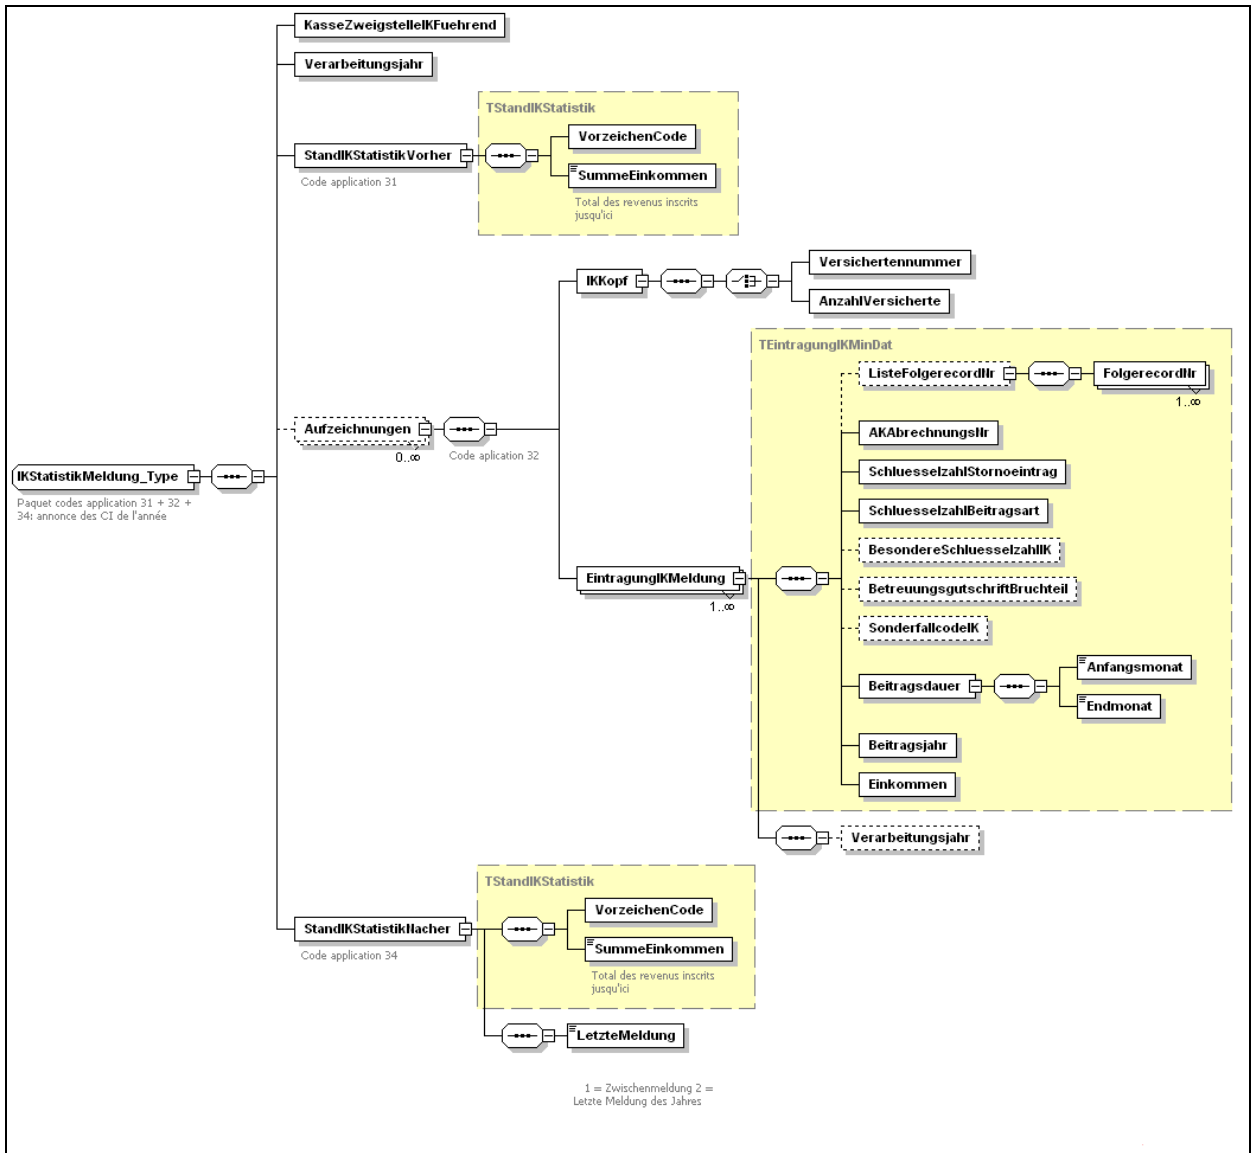 KasseZweigstelleIKFuehrend
Verarbeitungsjahr
TStandIKStatistik
VorzeichenCode
StandIKStatistikVorher
SummeEinkommen
Code application 31
Total des revenus inscrits
jusqu'ici
IKKopf
Versichertennummer
AnzahlVersicherte
TEintragungIKMinDat
ListeFolgerecordNr
FolgerecordNr
1..∞
Aufzeichnungen
0..∞
Code aplication 32
AKAbrechnungsNr
SchluesselzahlStornoeintrag
IKStatistikMeldung_Type
Paquet codes application 31 + 32 +
34: annonce des CI de l'année
SchluesselzahlBeitragsart
BesondereSchluesselzahlIK
EintragungIKMeldung
1..∞
BetreuungsgutschriftBruchteil
SonderfallcodeIK
Beitragsdauer
Anfangsmonat
Endmonat
Beitragsjahr
Einkommen
Verarbeitungsjahr
TStandIKStatistik
VorzeichenCode
StandIKStatistikNacher
SummeEinkommen
Code application 34
Total des revenus inscrits
jusqu'ici
LetzteMeldung
1 = Zwischenmeldung 2 =
Letzte Meldung des Jahres